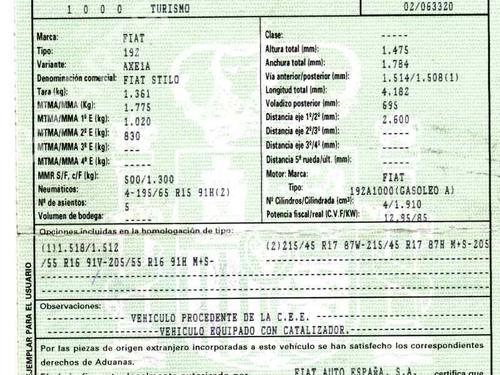 1 0 0 0 TURISMO 02/063320
Marca: FIAT
Tipo: 192
Variante: AXE1A
Denominación comercial: FIAT STILO
Tara (kg): 1.361
MTMA/MMA (Kg): 1.775
MTMA/MMA 1º E (Kg): 1.020
MTMA/MMA 2º E (Kg): 830
MTMA/MMA 3º E (Kg): ---
MTMA/MMA 4º E (Kg): -----
MMR S/F, c/F (kg): 500/1.300
Neumáticos: 4-195/65 R15 91H(2)
Nº de asientos: 5
Volumen de bodega: -----
Clase: -----
Altura total (mm): 1.475
Anchura total (mm): 1.784
Vía anterior/posterior (mm): 1.514/1.508(1)
Longitud total (mm): 4.182
Voladizo posterior (mm): 695
Distancia eje 1º/2º (mm): 2.600
Distancia eje 2º/3º (mm): -----
Distancia eje 3º/4º (mm): -----
Distancia 5ª rueda/últ. (mm): -----
Motor: Marca: FIAT
Tipo: 192A1000(GASOLEO A)
Nº Cilindros/Cilindrada (cm³): 4/1.910
Potencia fiscal/real (C.V.F/KW): 12,95/85
Opciones incluidas en la homologación de tipo:
(1)1.518/1.512 (2)215/45 R17 87W-215/45 R17 87H M+S-205
/55 R16 91V-205/55 R16 91H M+S-
Observaciones:
VEHICULO PROCEDENTE DE LA C.E.E.
VEHICULO EQUIPADO CON CATALIZADOR.
Por las piezas de origen extranjero incorporadas a este vehículo se han satisfecho los correspondientes
derechos de Aduanas.
FIAT AUTO ESPAÑA, S.A. certifica que
EJEMPLAR PARA EL USUARIO